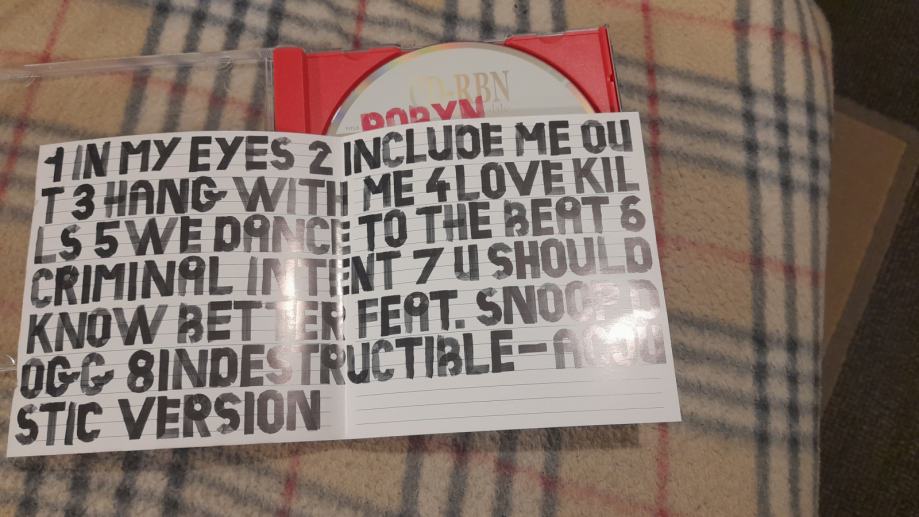 CD-RBN
TITLE
ROBYN
1 IN MY EYES 2 INCLUDE ME OU
T 3 HANG WITH ME 4 LOVE KIL
LS 5 WE DANCE TO THE BEAT 6
CRIMINAL INTENT 7 U SHOULD
KNOW BETTER FEAT. SNOOP D
OGG 8 INDESTRUCTIBLE-ACOU
STIC VERSION